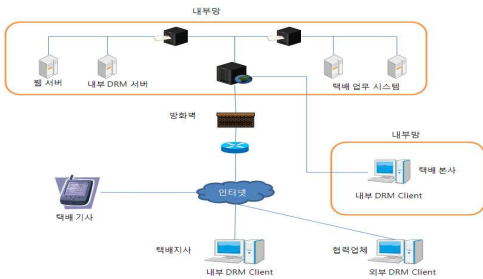 내부망
웹 서버
내부 DRM 서버
택배 업무 시스템
방화벽
내부망
택배 본사
내부 DRM Client
인터넷
택배 기사
택배지사
내부 DRM Client
협력업체
외부 DRM Client